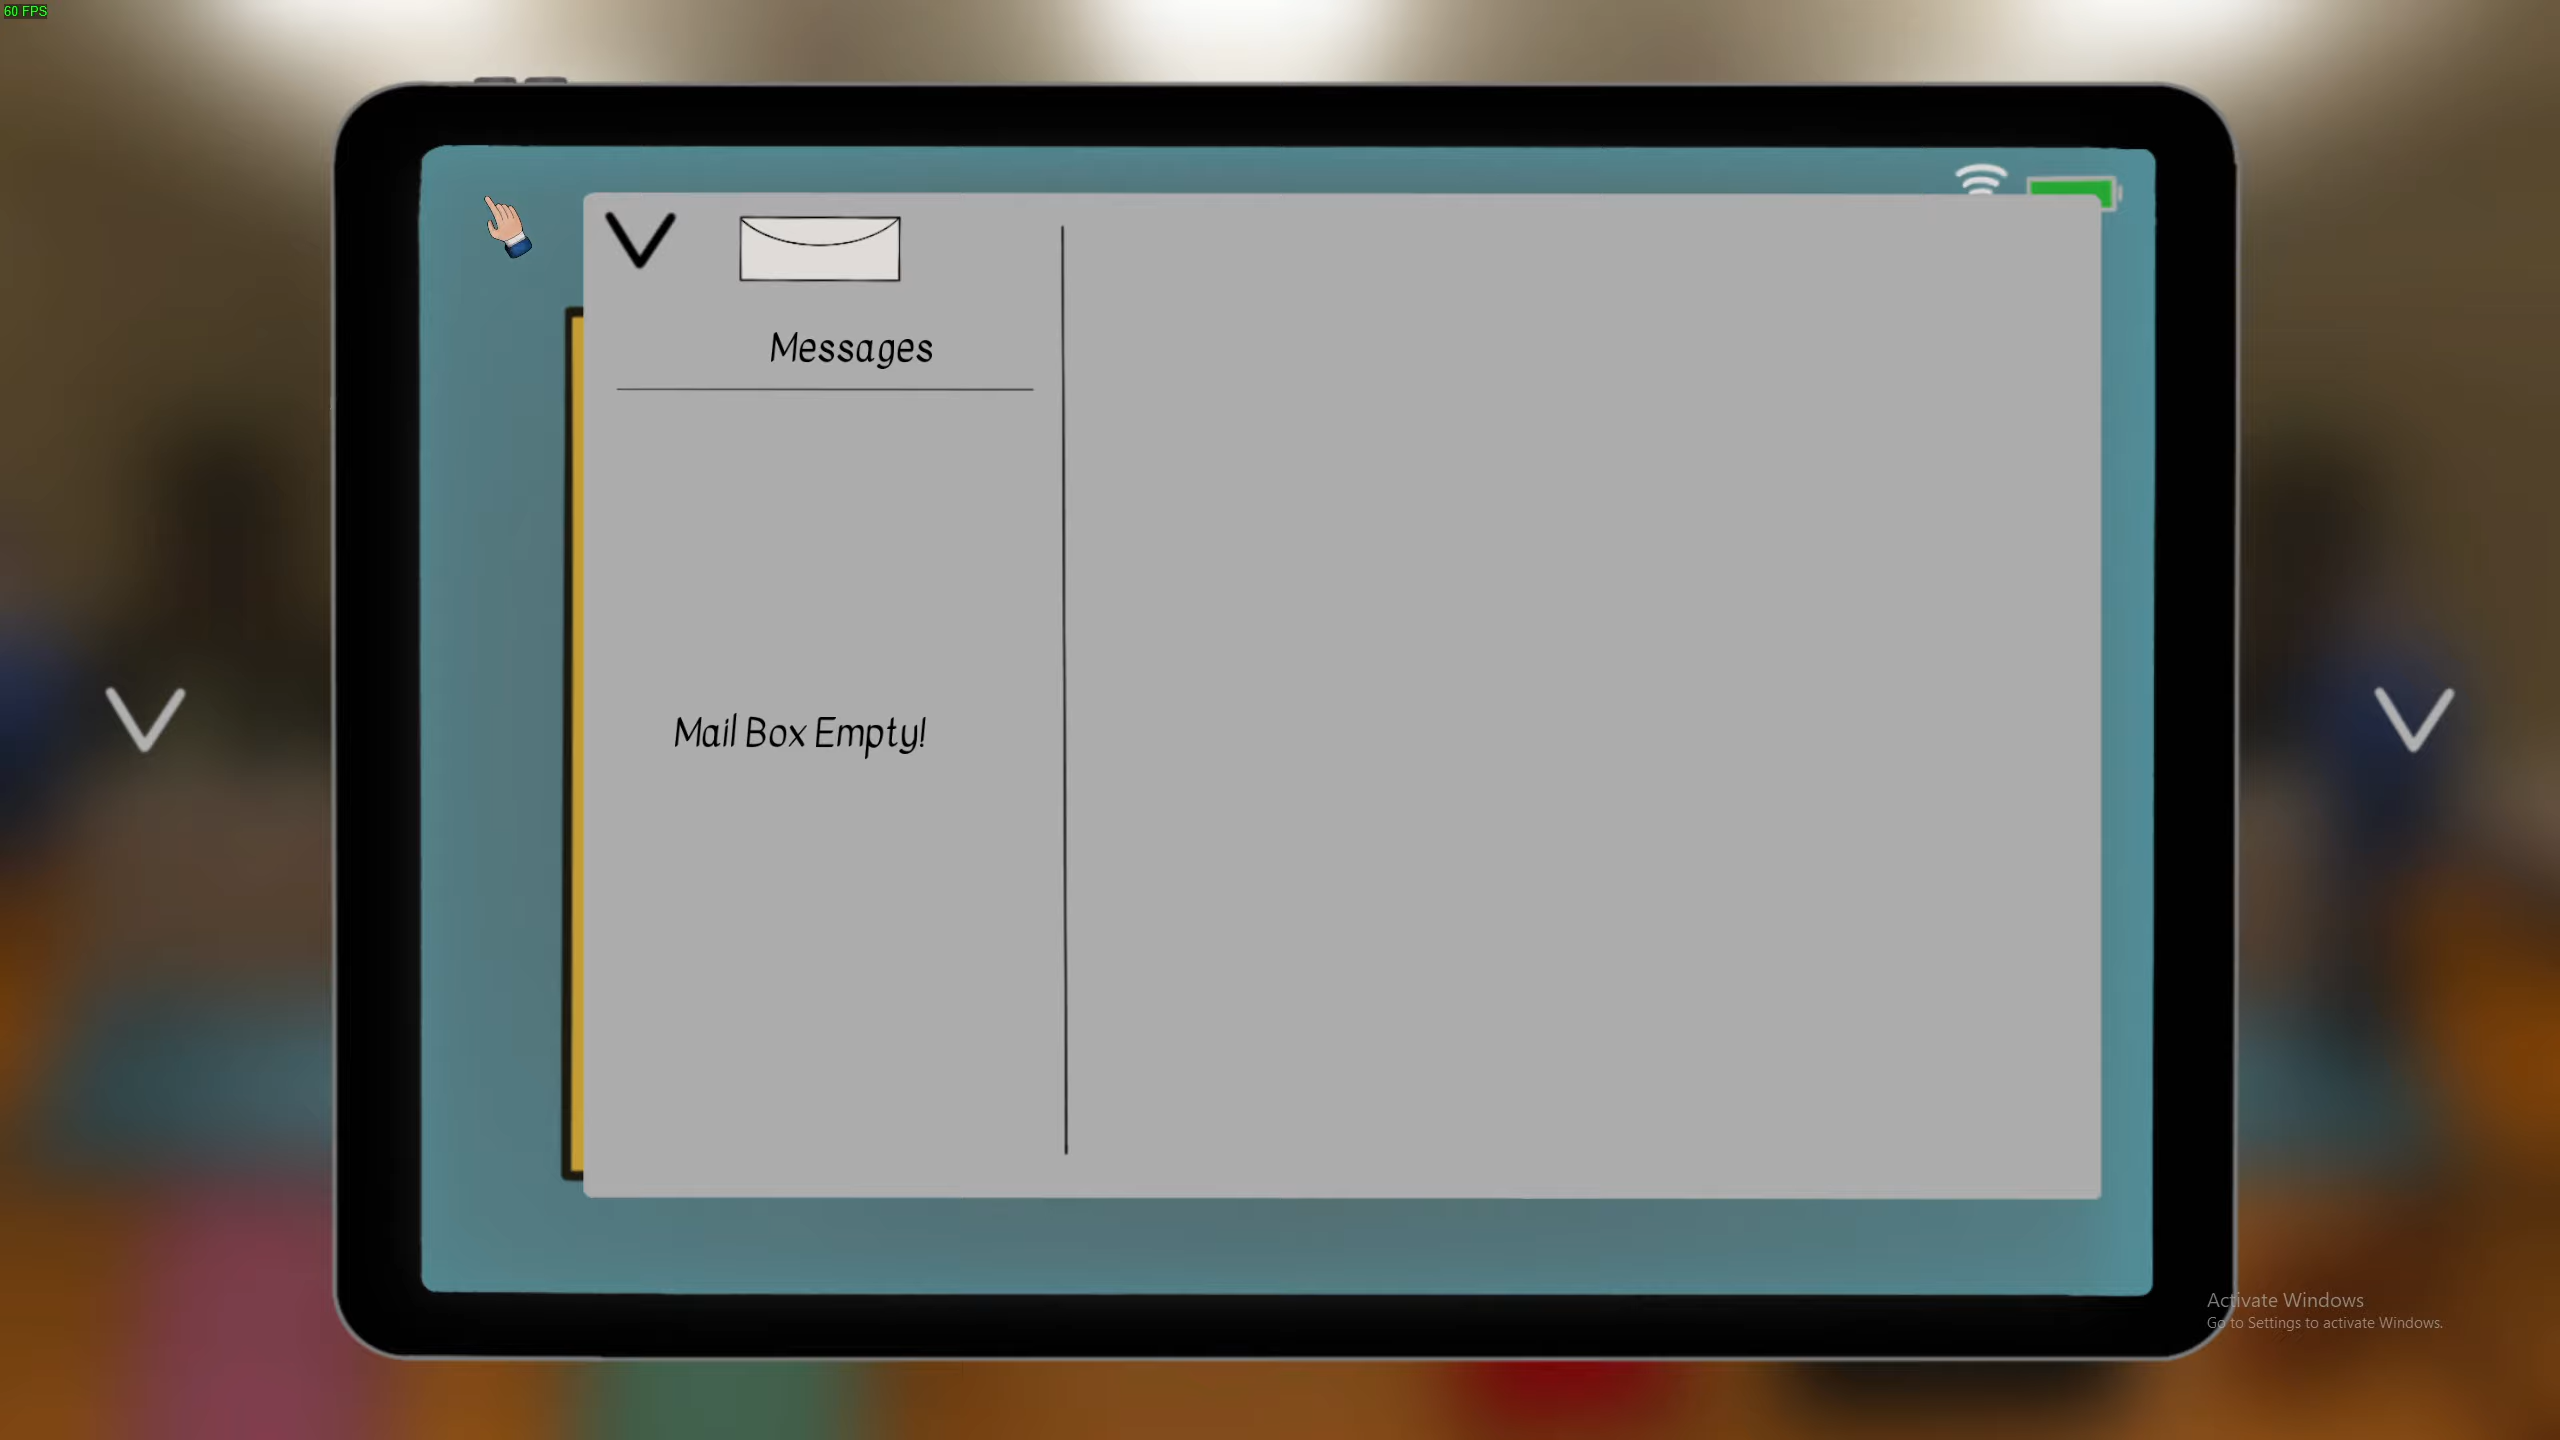 60 FPS
Messages
Mail Box Empty!
Activate Windows
Go to Settings to activate Windows.